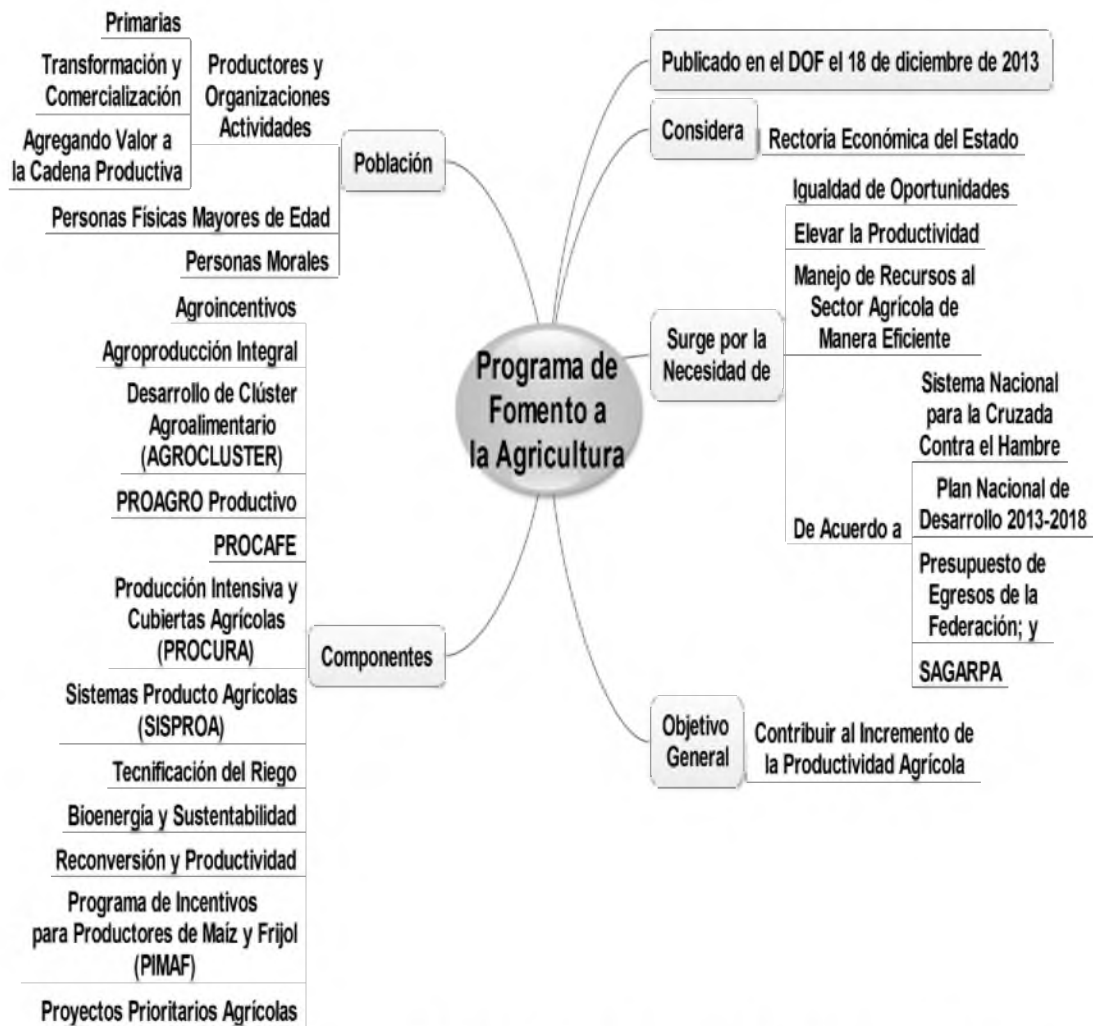 Programa de
Fomento a
la Agricultura
Publicado en el DOF el 18 de diciembre de 2013
Considera
Rectoría Económica del Estado
Surge por la
Necesidad de
Igualdad de Oportunidades
Elevar la Productividad
Manejo de Recursos al
Sector Agrícola de
Manera Eficiente
De Acuerdo a
Sistema Nacional
para la Cruzada
Contra el Hambre
Plan Nacional de
Desarrollo 2013-2018
Presupuesto de
Egresos de la
Federación; y
SAGARPA
Objetivo
General
Contribuir al Incremento de
la Productividad Agrícola
Población
Productores y
Organizaciones
Actividades
Primarias
Transformación y
Comercialización
Agregando Valor a
la Cadena Productiva
Personas Físicas Mayores de Edad
Personas Morales
Componentes
Agroincentivos
Agroproducción Integral
Desarrollo de Clúster
Agroalimentario
(AGROCLUSTER)
PROAGRO Productivo
PROCAFE
Producción Intensiva y
Cubiertas Agrícolas
(PROCURA)
Sistemas Producto Agrícolas
(SISPROA)
Tecnificación del Riego
Bioenergía y Sustentabilidad
Reconversión y Productividad
Programa de Incentivos
para Productores de Maíz y Frijol
(PIMAF)
Proyectos Prioritarios Agrícolas